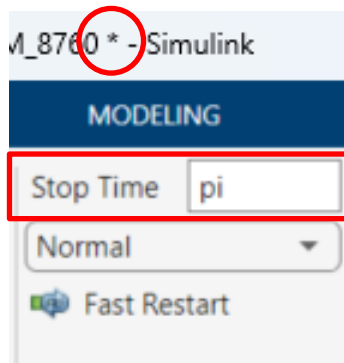 M_8760 * - Simulink
MODELING
Stop Time pi
Normal
Fast Restart